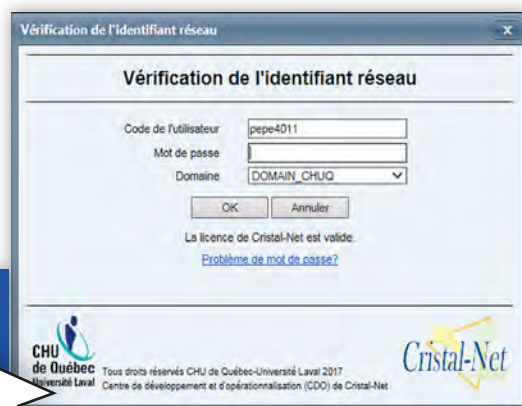 Vérification de l'identifiant réseau
x
Vérification de l'identifiant réseau
Code de l'utilisateur pepe4011
Mot de passe
Domaine DOMAIN_CHUQ
OK Annuler
La licence de Cristal-Net est valide.
Problème de mot de passe?
CHU
de Québec
Université Laval
Tous droits réservés CHU de Québec-Université Laval 2017
Centre de développement et d'opérationnalisation (CDO) de Cristal-Net
Cristal-Net